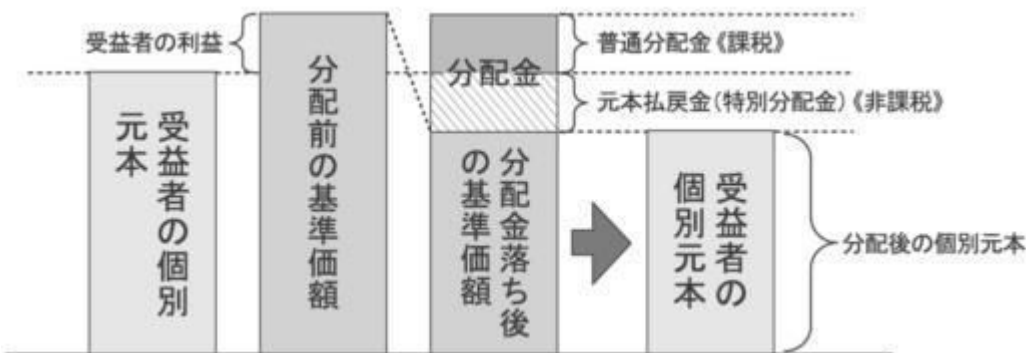 受益者の利益
受益者の個別
元本
分配前の基準価額
分配金
分配金落ち後
の基準価額
普通分配金《課税》
元本払戻金(特別分配金)《非課税》
受益者の
個別元本
分配後の個別元本